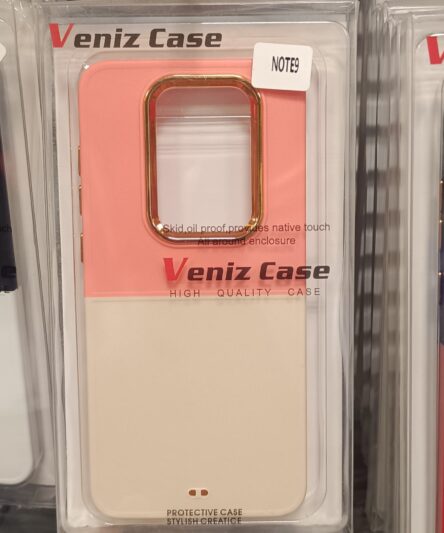 Veniz Case
NOTE9
Skid,oil proof,provides native touch
All around enclosure
Veniz Case
HIGH QUALITY CASE
PROTECTIVE CASE
STYLISH CREATICE